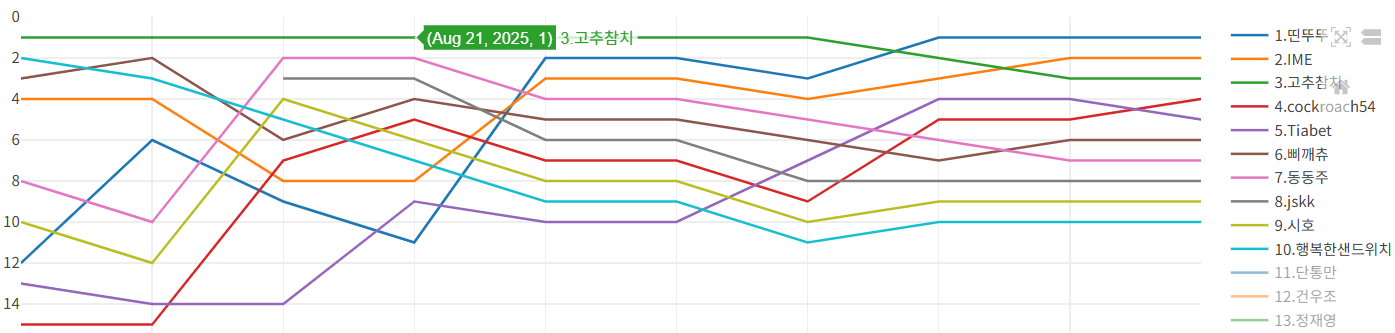 0
2
4
6
8
10
12
14
(Aug 21, 2025, 1) 3.고추참치
1.띤뚜뚜
2.IME
3.고추참치
4.cockroach54
5.Tiabet
6.삐깨츄
7.동동주
8.jskk
9.시호
10.행복한샌드위치
11.단통만
12.건우조
13.정재영